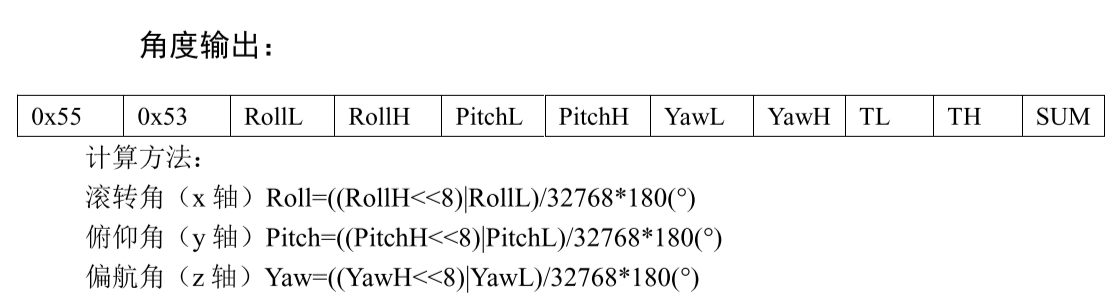 角度输出：
0x55 0x53 RollL RollH PitchL PitchH YawL YawH TL TH SUM
计算方法：
滚转角（x 轴）Roll=((RollH<<8)|RollL)/32768*180(°)
俯仰角（y 轴）Pitch=((PitchH<<8)|PitchL)/32768*180(°)
偏航角（z 轴）Yaw=((YawH<<8)|YawL)/32768*180(°)